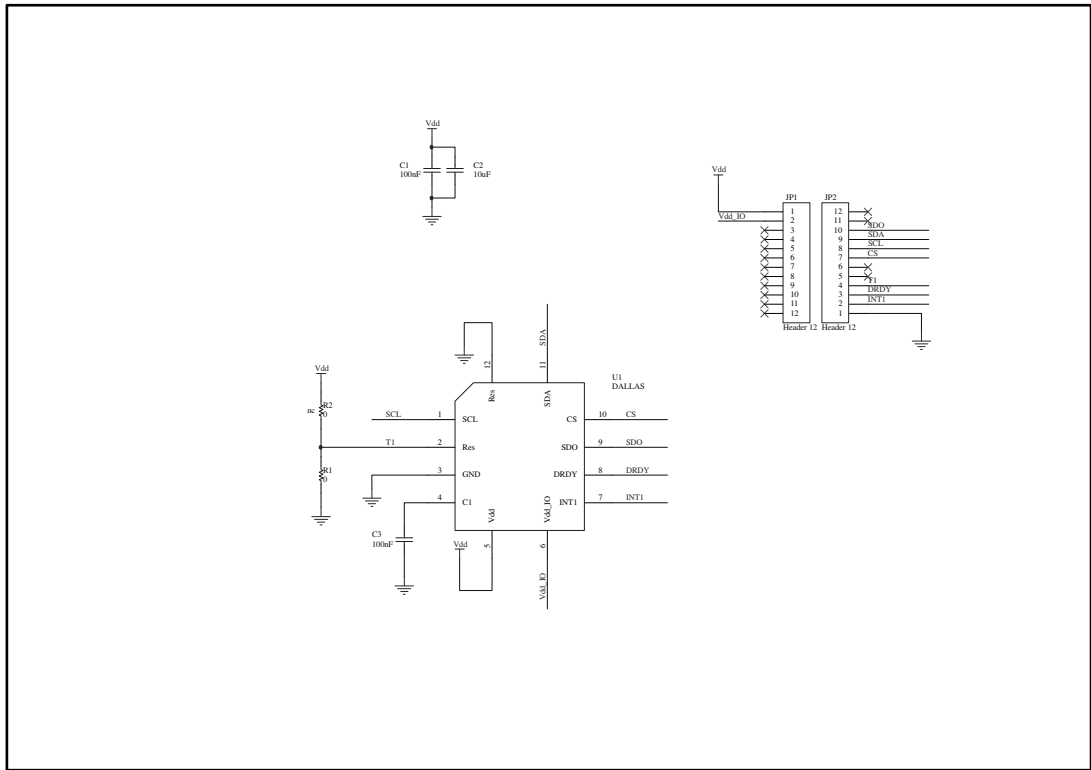 Vdd
C1
100nF
C2
10uF
Vdd
JP1
JP2
Vdd_IO
1
2
3
4
5
6
7
8
9
10
11
12
12
11
10
9
8
7
6
5
4
3
2
1
SDO
SDA
SCL
CS
T1
DRDY
INT1
Header 12
Header 12
SDA
12
11
U1
DALLAS
Res
SDA
Vdd
nc
R2
0
SCL
1
SCL
CS
10
CS
T1
2
Res
SDO
9
SDO
R1
0
3
GND
DRDY
8
DRDY
4
C1
INT1
7
INT1
Vdd
Vdd_IO
C3
100nF
Vdd
5
6
Vdd_IO